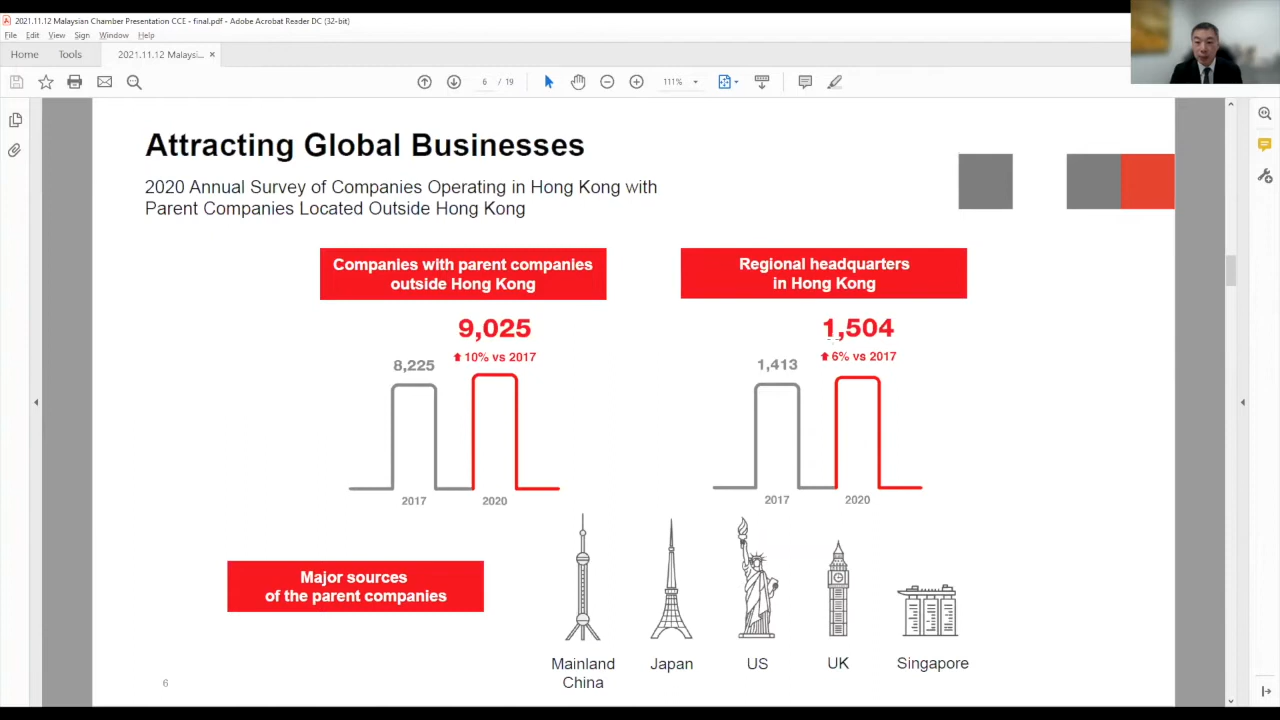 2021.11.12 Malaysian Chamber Presentation CCE - final.pdf - Adobe Acrobat Reader DC (32-bit)
File Edit View Sign Window Help
Home Tools 2021.11.12 Malaysi... ×
6 / 19 111%
Attracting Global Businesses
2020 Annual Survey of Companies Operating in Hong Kong with
Parent Companies Located Outside Hong Kong
Companies with parent companies
outside Hong Kong
9,025
10% vs 2017
8,225
2017 2020
Regional headquarters
in Hong Kong
1,504
6% vs 2017
1,413
2017 2020
Major sources
of the parent companies
Mainland
China
Japan
US
UK
Singapore
6